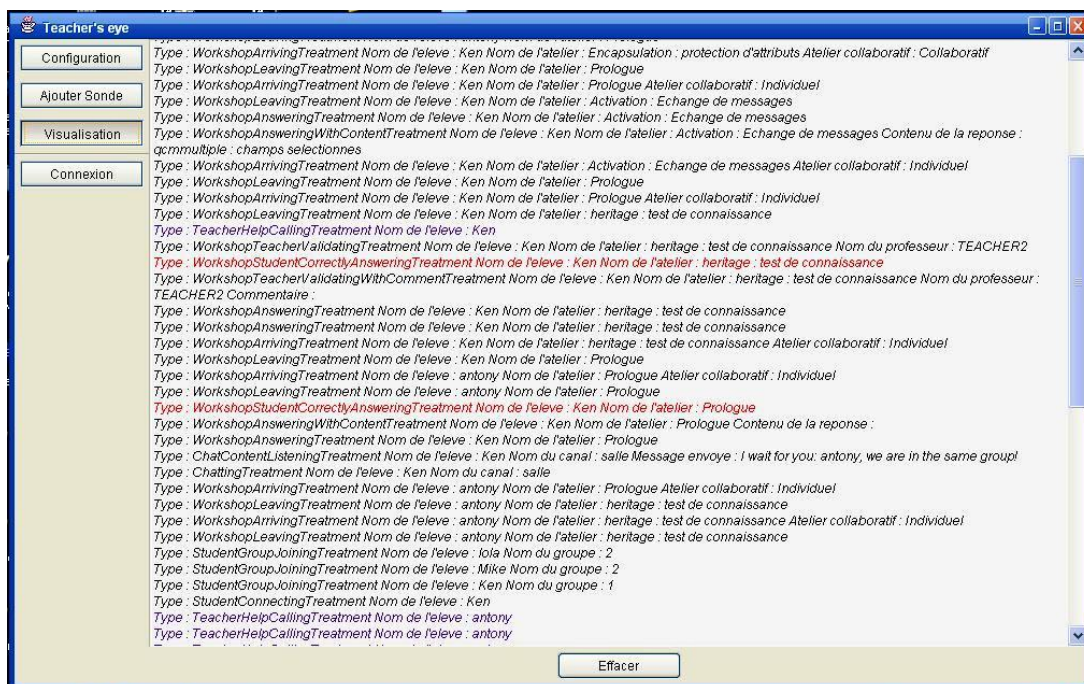 Teacher's eye
Configuration
Ajouter Sonde
Visualisation
Connexion
Type : WorkshopArrivingTreatment Nom de l'eleve : Ken Nom de l'atelier : Encapsulation : protection d'attributs Atelier collaboratif : Collaboratif
Type : WorkshopLeavingTreatment Nom de l'eleve : Ken Nom de l'atelier : Prologue
Type : WorkshopArrivingTreatment Nom de l'eleve : Ken Nom de l'atelier : Prologue Atelier collaboratif : Individuel
Type : WorkshopLeavingTreatment Nom de l'eleve : Ken Nom de l'atelier : Activation : Echange de messages
Type : WorkshopAnsweringTreatment Nom de l'eleve : Ken Nom de l'atelier : Activation : Echange de messages
Type : WorkshopAnsweringWithContentTreatment Nom de l'eleve : Ken Nom de l'atelier : Activation : Echange de messages Contenu de la reponse :
qcmmultiple : champs selectionnes
Type : WorkshopArrivingTreatment Nom de l'eleve : Ken Nom de l'atelier : Activation : Echange de messages Atelier collaboratif : Individuel
Type : WorkshopLeavingTreatment Nom de l'eleve : Ken Nom de l'atelier : Prologue
Type : WorkshopArrivingTreatment Nom de l'eleve : Ken Nom de l'atelier : Prologue Atelier collaboratif : Individuel
Type : WorkshopLeavingTreatment Nom de l'eleve : Ken Nom de l'atelier : heritage : test de connaissance
Type : TeacherHelpCallingTreatment Nom de l'eleve : Ken
Type : WorkshopTeacherValidatingTreatment Nom de l'eleve : Ken Nom de l'atelier : heritage : test de connaissance Nom du professeur : TEACHER2
Type : WorkshopStudentCorrectlyAnsweringTreatment Nom de l'eleve : Ken Nom de l'atelier : heritage : test de connaissance
Type : WorkshopTeacherValidatingWithCommentTreatment Nom de l'eleve : Ken Nom de l'atelier : heritage : test de connaissance Nom du professeur :
TEACHER2 Commentaire :
Type : WorkshopAnsweringTreatment Nom de l'eleve : Ken Nom de l'atelier : heritage : test de connaissance
Type : WorkshopAnsweringTreatment Nom de l'eleve : Ken Nom de l'atelier : heritage : test de connaissance
Type : WorkshopArrivingTreatment Nom de l'eleve : Ken Nom de l'atelier : heritage : test de connaissance Atelier collaboratif : Individuel
Type : WorkshopLeavingTreatment Nom de l'eleve : Ken Nom de l'atelier : Prologue
Type : WorkshopArrivingTreatment Nom de l'eleve : antony Nom de l'atelier : Prologue Atelier collaboratif : Individuel
Type : WorkshopLeavingTreatment Nom de l'eleve : antony Nom de l'atelier : Prologue
Type : WorkshopStudentCorrectlyAnsweringTreatment Nom de l'eleve : Ken Nom de l'atelier : Prologue
Type : WorkshopAnsweringWithContentTreatment Nom de l'eleve : Ken Nom de l'atelier : Prologue Contenu de la reponse :
Type : WorkshopAnsweringTreatment Nom de l'eleve : Ken Nom de l'atelier : Prologue
Type : ChatContentListeningTreatment Nom de l'eleve : Ken Nom du canal : salle Message envoye : I wait for you: antony, we are in the same group!
Type : ChattingTreatment Nom de l'eleve : Ken Nom du canal : salle
Type : WorkshopArrivingTreatment Nom de l'eleve : antony Nom de l'atelier : Prologue Atelier collaboratif : Individuel
Type : WorkshopLeavingTreatment Nom de l'eleve : antony Nom de l'atelier : heritage : test de connaissance
Type : WorkshopArrivingTreatment Nom de l'eleve : antony Nom de l'atelier : heritage : test de connaissance Atelier collaboratif : Individuel
Type : WorkshopLeavingTreatment Nom de l'eleve : antony Nom de l'atelier : heritage : test de connaissance
Type : StudentGroupJoiningTreatment Nom de l'eleve : lola Nom du groupe : 2
Type : StudentGroupJoiningTreatment Nom de l'eleve : Mike Nom du groupe : 2
Type : StudentGroupJoiningTreatment Nom de l'eleve : Ken Nom du groupe : 1
Type : StudentConnectingTreatment Nom de l'eleve : Ken
Type : TeacherHelpCallingTreatment Nom de l'eleve : antony
Type : TeacherHelpCallingTreatment Nom de l'eleve : antony
Effacer